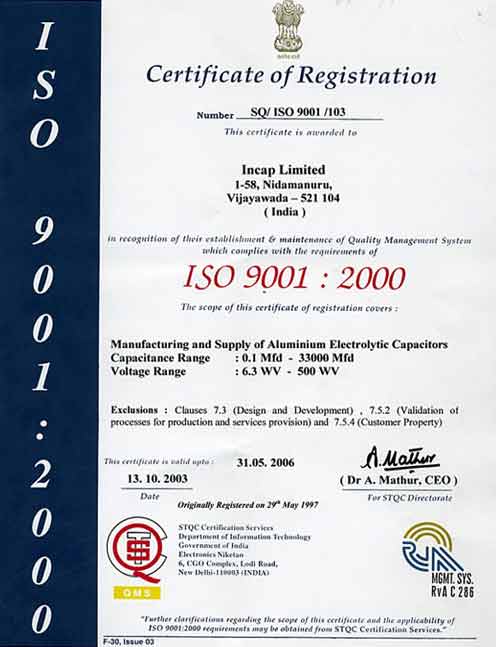 ISO 9001:2000
Certificate of Registration
Number SQ/ ISO 9001 /103
This certificate is awarded to
Incap Limited
1-58, Nidamanuru,
Vijayawada – 521 104
( India )
in recognition of their establishment & maintenance of Quality Management System
which complies with the requirements of
ISO 9001 : 2000
The scope of this certificate of registration covers :
Manufacturing and Supply of Aluminium Electrolytic Capacitors
Capacitance Range : 0.1 Mfd - 33000 Mfd
Voltage Range : 6.3 WV - 500 WV
Exclusions : Clauses 7.3 (Design and Development) , 7.5.2 (Validation of
processes for production and services provision) and 7.5.4 (Customer Property)
This certificate is valid upto : 31.05. 2006
A. Mathur
13. 10. 2003
( Dr A. Mathur, CEO )
Date
For STQC Directorate
Originally Registered on 29th May 1997
STQC Certification Services
Department of Information Technology
Government of India
Electronics Niketan
6, CGO Complex, Lodi Road,
New Delhi-110003 (INDIA)
QMS
RvA
MGMT. SYS.
RvA C 286
"Further clarifications regarding the scope of this certificate and the applicability of
ISO 9001:2000 requirements may be obtained from STQC Certification Services."
F-30, Issue 03